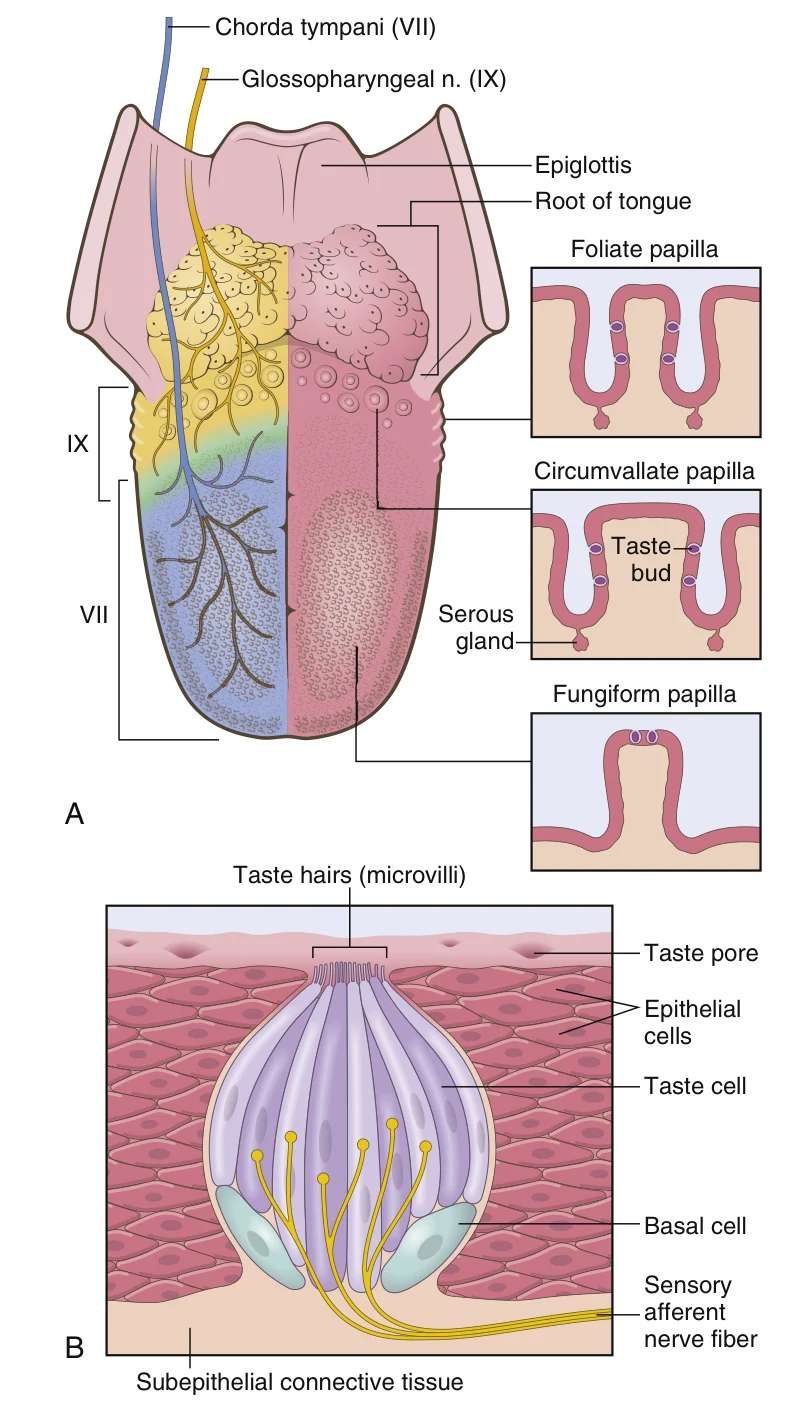 Chorda tympani (VII)
Glossopharyngeal n. (IX)
Epiglottis
Root of tongue
Foliate papilla
IX
Circumvallate papilla
Taste
bud
VII
Serous
gland
Fungiform papilla
A
Taste hairs (microvilli)
Taste pore
Epithelial
cells
Taste cell
Basal cell
Sensory
afferent
nerve fiber
B
Subepithelial connective tissue